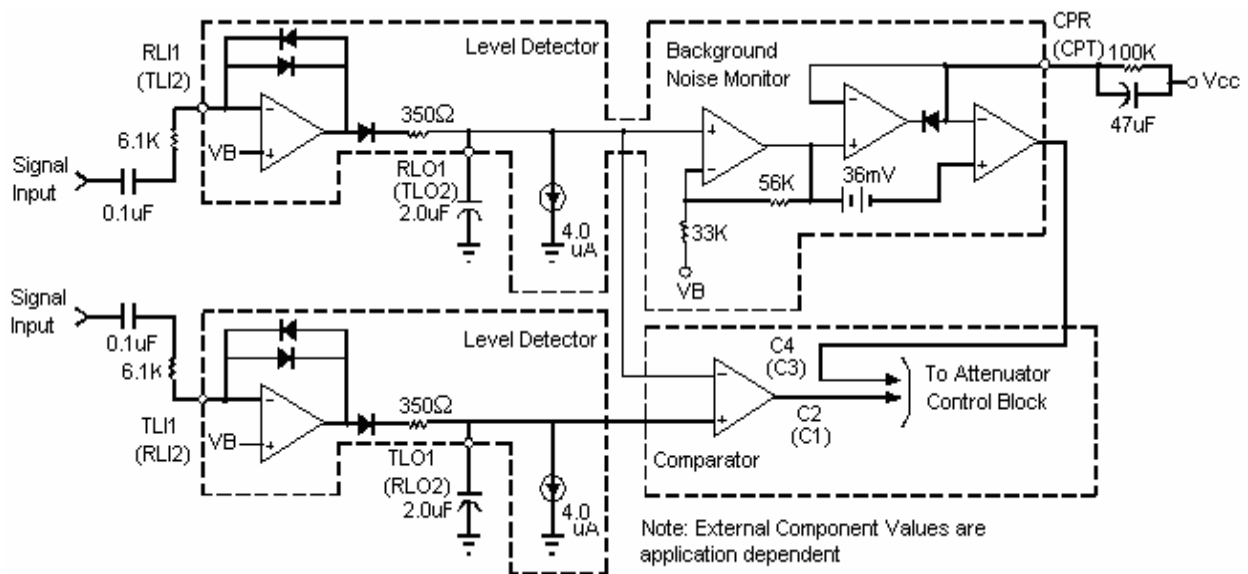 CPR
(CPT)
100K
Vcc
47uF
RLI1
(TLI2)
Level Detector
Background
Noise Monitor
350Ω
6.1K
VB
Signal
Input
0.1uF
RLO1
(TLO2)
2.0uF
4.0
uA
56K
36mV
33K
VB
Signal
Input
0.1uF
6.1K
Level Detector
350Ω
TLI1
(RLI2)
VB
TLO1
(RLO2)
2.0uF
4.0
uA
C4
(C3)
C2
(C1)
To Attenuator
Control Block
Comparator
Note: External Component Values are
application dependent